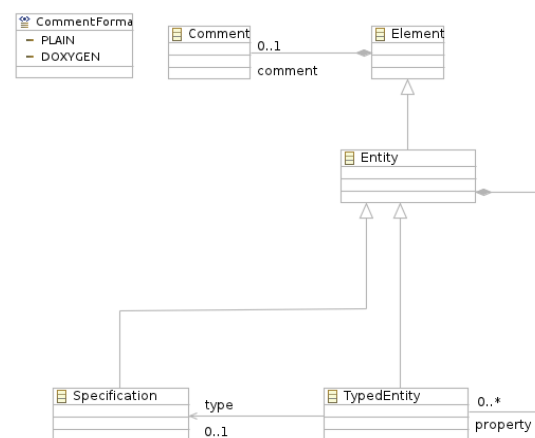 CommentForma
PLAIN
DOXYGEN
Comment
0..1
comment
Element
Entity
Specification
type
0..1
TypedEntity
0..*
property